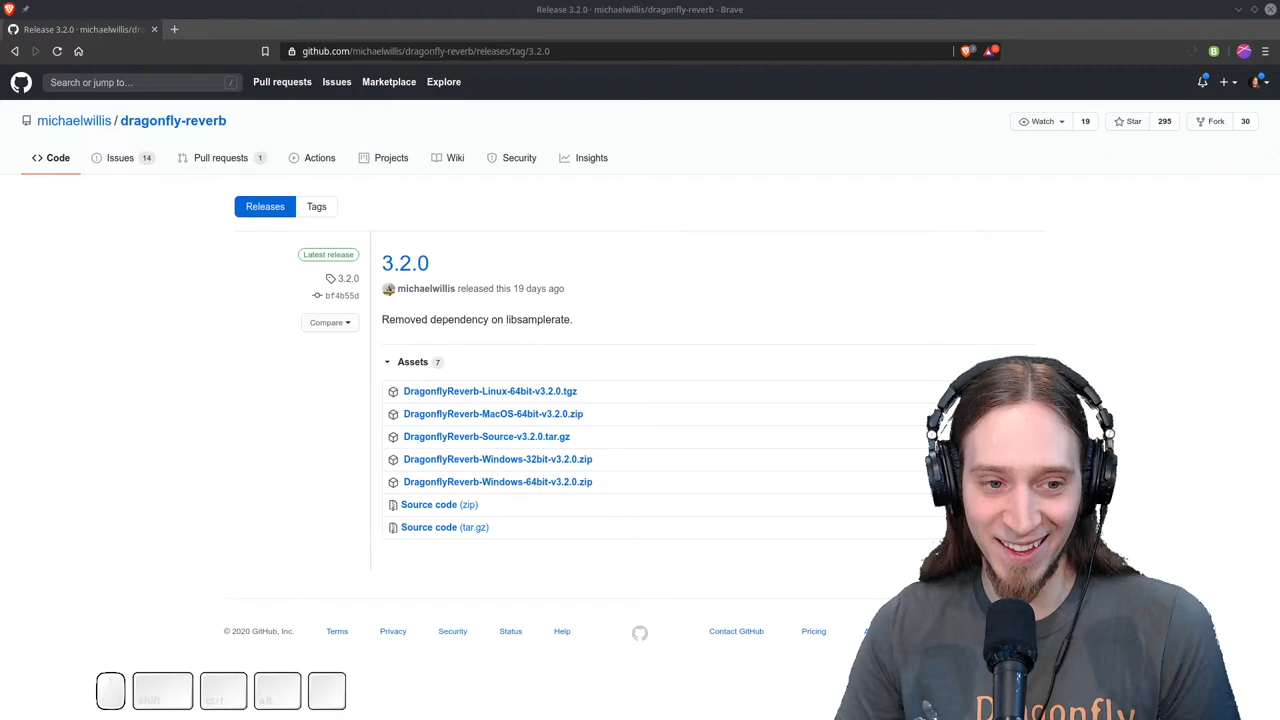 Release 3.2.0 · michaelwillis/dragonfly-reverb - Brave
Release 3.2.0 · michaelwillis/dra
github.com/michaelwillis/dragonfly-reverb/releases/tag/3.2.0
Search or jump to… /
Pull requests Issues Marketplace Explore
michaelwillis / dragonfly-reverb
Watch 19 Star 295 Fork 30
Code Issues 14 Pull requests 1 Actions Projects Wiki Security Insights
Releases Tags
Latest release
3.2.0
3.2.0
michaelwillis released this 19 days ago
bf4b55d
Compare
Removed dependency on libsamplerate.
Assets 7
DragonflyReverb-Linux-64bit-v3.2.0.tgz
DragonflyReverb-MacOS-64bit-v3.2.0.zip
DragonflyReverb-Source-v3.2.0.tar.gz
DragonflyReverb-Windows-32bit-v3.2.0.zip
DragonflyReverb-Windows-64bit-v3.2.0.zip
Source code (zip)
Source code (tar.gz)
© 2020 GitHub, Inc. Terms Privacy Security Status Help Contact GitHub Pricing
shift ctrl alt
Dragonfly